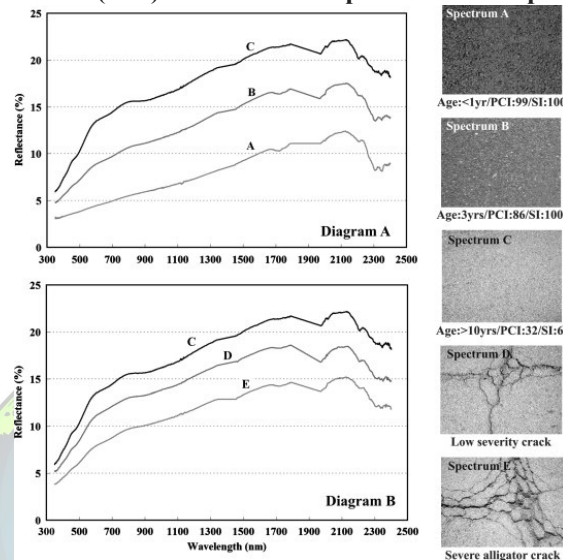 25
20
15
10
5
0
Reflectance (%)
C
B
A
Diagram A
300 700 900 1100 1300 1500 1700 1900 2100 2300 2500
25
20
15
10
5
0
Reflectance (%)
C
D
E
Diagram B
300 500 700 900 1100 1300 1500 1700 1900 2100 2300 2500
Wavelength (nm)
Spectrum A
Age:<1yr/PCI:99/SI:100
Spectrum B
Age:3yrs/PCI:86/SI:100
Spectrum C
Age:>10yrs/PCI:32/SI:6
Spectrum D
Low severity crack
Spectrum E
Severe alligator crack